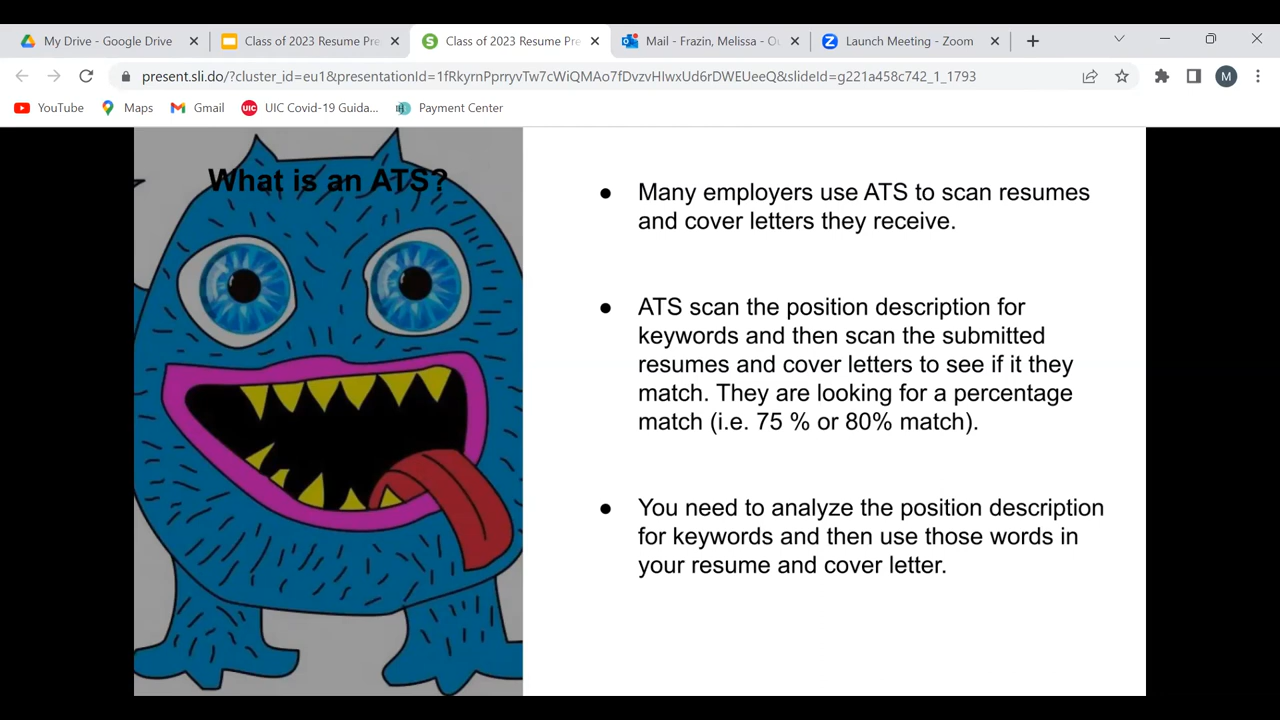 My Drive - Google Drive
Class of 2023 Resume Pre
Class of 2023 Resume Pre
Mail - Frazin, Melissa - Ou
Launch Meeting - Zoom
present.sli.do/?cluster_id=eu1&presentationId=1fRkyrnPprryvTw7cWiQMAo7fDvzvHIwxUd6rDWEUeeQ&slideId=g221a458c742_1_1793
M
YouTube
Maps
Gmail
UIC Covid-19 Guida...
Payment Center
What is an ATS?
● Many employers use ATS to scan resumes
and cover letters they receive.
● ATS scan the position description for
keywords and then scan the submitted
resumes and cover letters to see if it they
match. They are looking for a percentage
match (i.e. 75 % or 80% match).
● You need to analyze the position description
for keywords and then use those words in
your resume and cover letter.